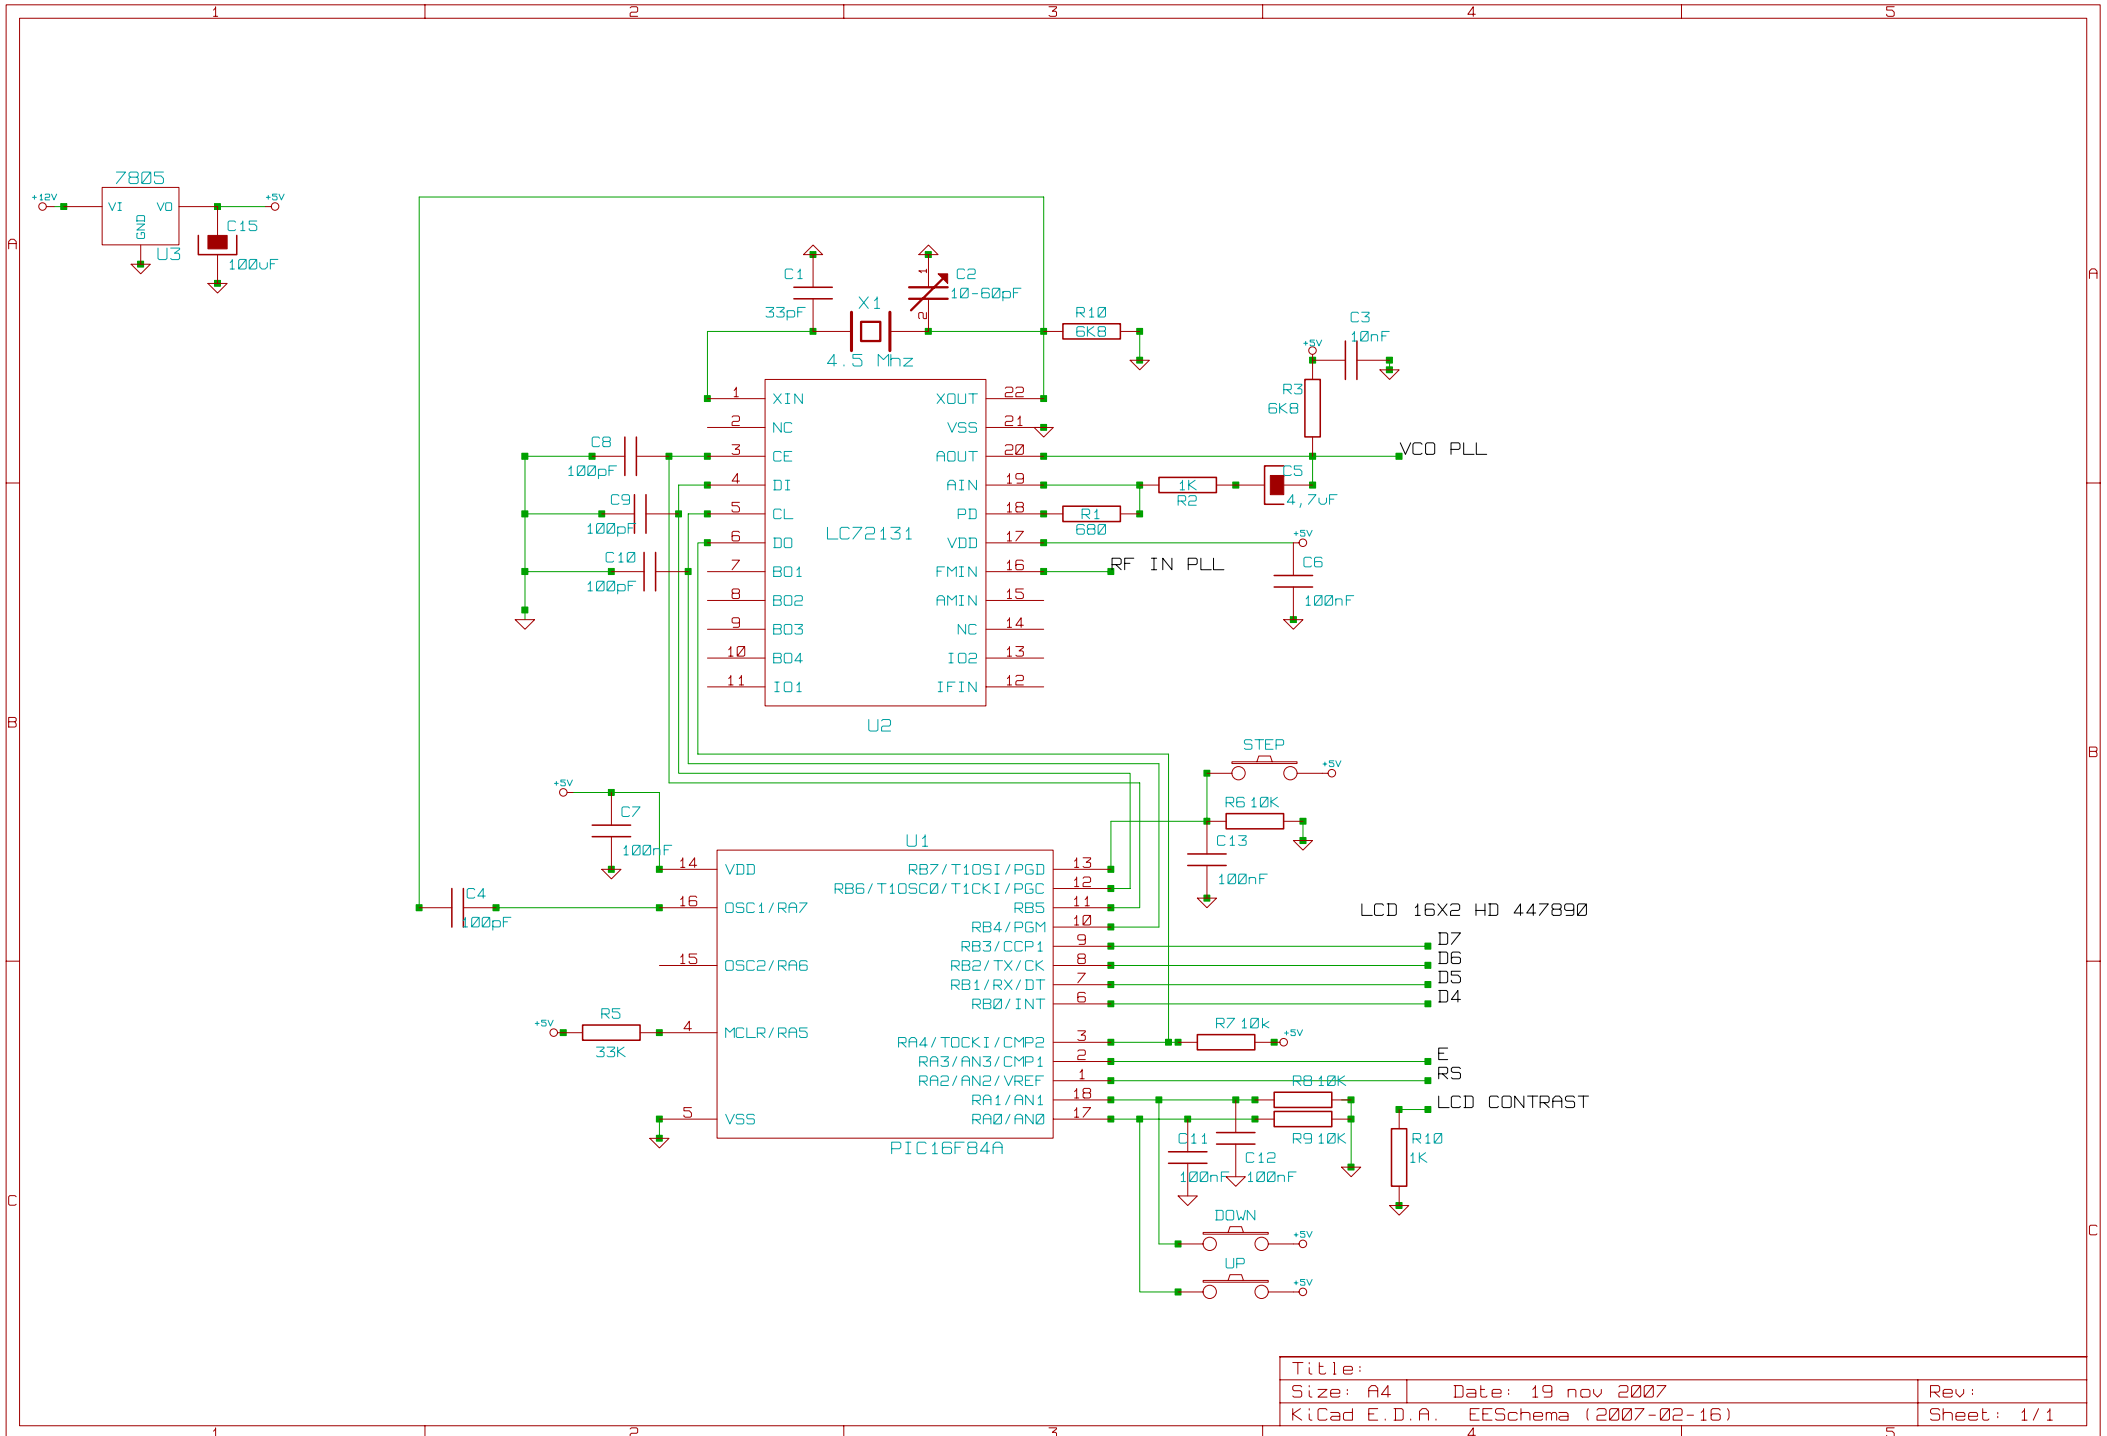 1 2 3 4 5
A
A
B
B
C
C
7805
+12V
VI VO
+5V
GND
C15
U3
100uF
C1
33pF
X1
4.5 Mhz
1
C2
10-60pF
2
R10
6K8
C3
10nF
+5V
R3
6K8
1 XIN XOUT 22
2 NC VSS 21
3 CE AOUT 20
4 DI AIN 19
5 CL PD 18
6 DO VDD 17
7 BO1 FMIN 16
8 BO2 AMIN 15
9 BO3 NC 14
10 BO4 IO2 13
11 IO1 IFIN 12
LC72131
U2
C8
100pF
C9
100pF
C10
100pF
VCO PLL
1K
R2
C5
4,7uF
R1
680
+5V
RF IN PLL
C6
100nF
STEP
+5V
R6 10K
C13
100nF
+5V
C7
100nF
U1
14 VDD RB7/T1OSI/PGD 13
RB6/T1OSC0/T1CKI/PGC 12
16 OSC1/RA7 RB5 11
RB4/PGM 10
RB3/CCP1 9
15 OSC2/RA6 RB2/TX/CK 8
RB1/RX/DT 7
RB0/INT 6
4 MCLR/RA5
RA4/TOCKI/CMP2 3
RA3/AN3/CMP1 2
RA2/AN2/VREF 1
RA1/AN1 18
5 VSS RA0/AN0 17
PIC16F84A
C4
100pF
+5V
R5
33K
LCD 16X2 HD 447890
D7
D6
D5
D4
R7 10k
+5V
E
RS
R8 10K
LCD CONTRAST
R9 10K
R10
1K
C11
100nF
C12
100nF
DOWN
+5V
UP
+5V
Title:
Size: A4 Date: 19 nov 2007 Rev:
KiCad E.D.A. EESchema (2007-02-16) Sheet: 1/1
1 2 3 4 5